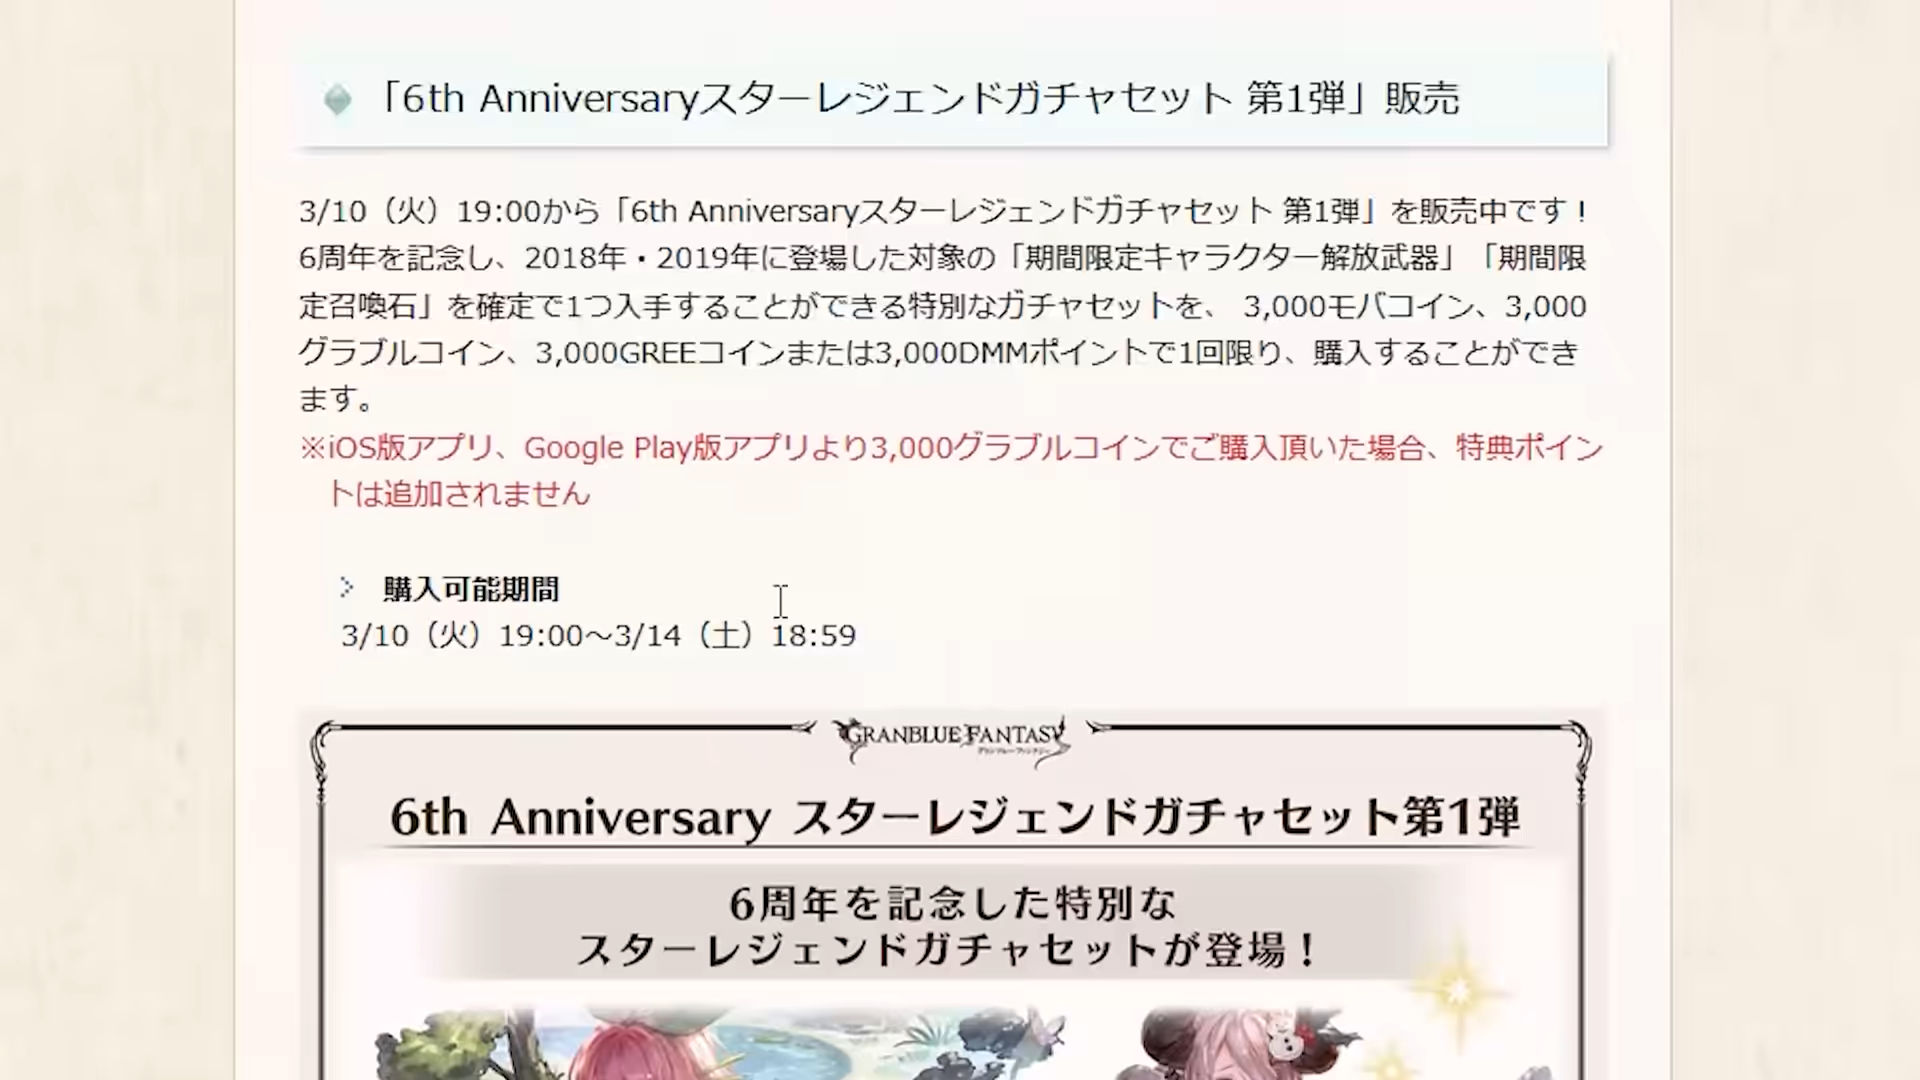 「6th Anniversaryスターレジェンドガチャセット 第1弾」販売
3/10（火）19:00から「6th Anniversaryスターレジェンドガチャセット 第1弾」を販売中です！
6周年を記念し、2018年・2019年に登場した対象の「期間限定キャラクター解放武器」「期間限
定召喚石」を確定で1つ入手することができる特別なガチャセットを、 3,000モバコイン、3,000
グラブルコイン、3,000GREEコインまたは3,000DMMポイントで1回限り、購入することができ
ます。
※iOS版アプリ、Google Play版アプリより3,000グラブルコインでご購入頂いた場合、特典ポイン
トは追加されません
購入可能期間
3/10（火）19:00～3/14（土）18:59
GRANBLUE FANTASY
グランブルーファンタジー
6th Anniversary スターレジェンドガチャセット第1弾
6周年を記念した特別な
スターレジェンドガチャセットが登場！